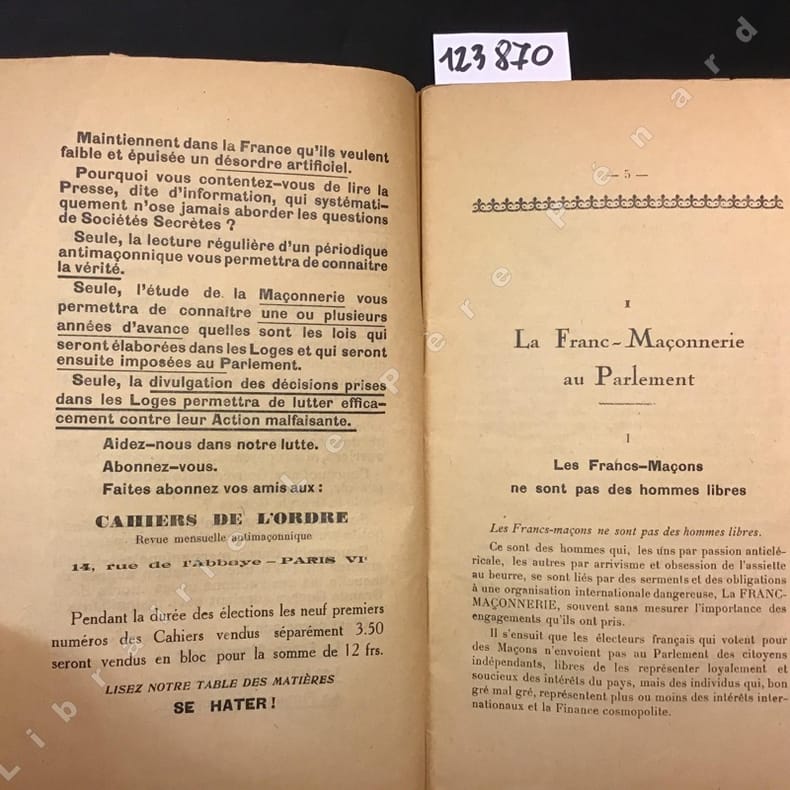 123870
Maintiennent dans la France qu'ils veulent
faible et épuisée un désordre artificiel.
Pourquoi vous contentez-vous de lire la
Presse, dite d'information, qui systémati-
quement n'ose jamais aborder les questions
de Sociétés Secrètes ?
Seule, la lecture régulière d'un périodique
antimaçonnique vous permettra de connaitre
la vérité.
Seule, l'étude de la Maçonnerie vous
permettra de connaître une ou plusieurs
années d'avance quelles sont les lois qui
seront élaborées dans les Loges et qui seront
ensuite imposées au Parlement.
Seule, la divulgation des décisions prises
dans les Loges permettra de lutter effica-
cement contre leur Action malfaisante.
Aidez-nous dans notre lutte.
Abonnez-vous.
Faites abonnez vos amis aux :
CAHIERS DE L'ORDRE
Revue mensuelle antimaçonnique
14, rue de l'Abbaye - PARIS VIe
Pendant la durée des élections les neuf premiers
numéros des Cahiers vendus séparément 3.50
seront vendus en bloc pour la somme de 12 frs.
LISEZ NOTRE TABLE DES MATIÈRES
SE HATER !
— 5 —
I
La Franc-Maçonnerie
au Parlement
I
Les Francs-Maçons
ne sont pas des hommes libres
Les Francs-maçons ne sont pas des hommes libres.
Ce sont des hommes qui, les uns par passion anticlé-
ricale, les autres par arrivisme et obsession de l'assiette
au beurre, se sont liés par des serments et des obligations
à une organisation internationale dangereuse, La FRANC-
MAÇONNERIE, souvent sans mesurer l'importance des
engagements qu'ils ont pris.
Il s'ensuit que les électeurs français qui votent pour
des Maçons n'envoient pas au Parlement des citoyens
indépendants, libres de les représenter loyalement et
soucieux des intérêts du pays, mais des individus qui, bon
gré mal gré, représentent plus ou moins des intérêts inter-
nationaux et la Finance cosmopolite.
Librairie Le Père Pénard